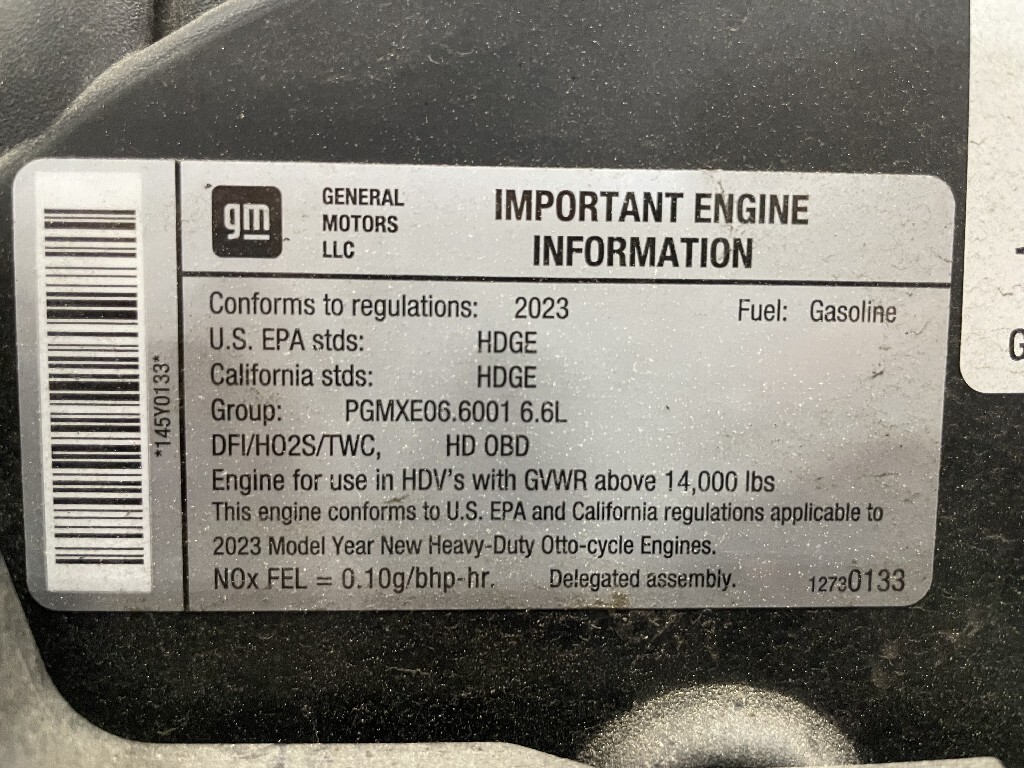 gm
GENERAL
MOTORS
LLC
IMPORTANT ENGINE
INFORMATION
Conforms to regulations: 2023 Fuel: Gasoline
U.S. EPA stds: HDGE
California stds: HDGE
Group: PGMXE06.6001 6.6L
DFI/HO2S/TWC, HD OBD
Engine for use in HDV's with GVWR above 14,000 lbs
This engine conforms to U.S. EPA and California regulations applicable to
2023 Model Year New Heavy-Duty Otto-cycle Engines.
NOx FEL = 0.10g/bhp-hr. Delegated assembly. 12730133
*145Y0133*
G